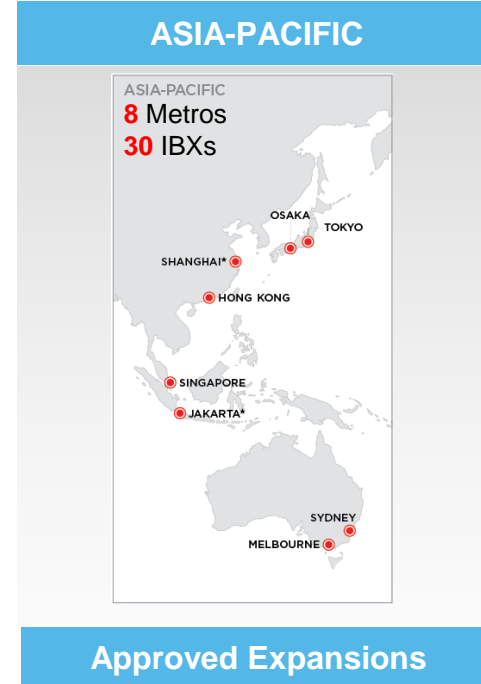 ASIA-PACIFIC
ASIA-PACIFIC
8 Metros
30 IBXs
OSAKA
TOKYO
SHANGHAI*
HONG KONG
SINGAPORE
JAKARTA*
SYDNEY
MELBOURNE
Approved Expansions